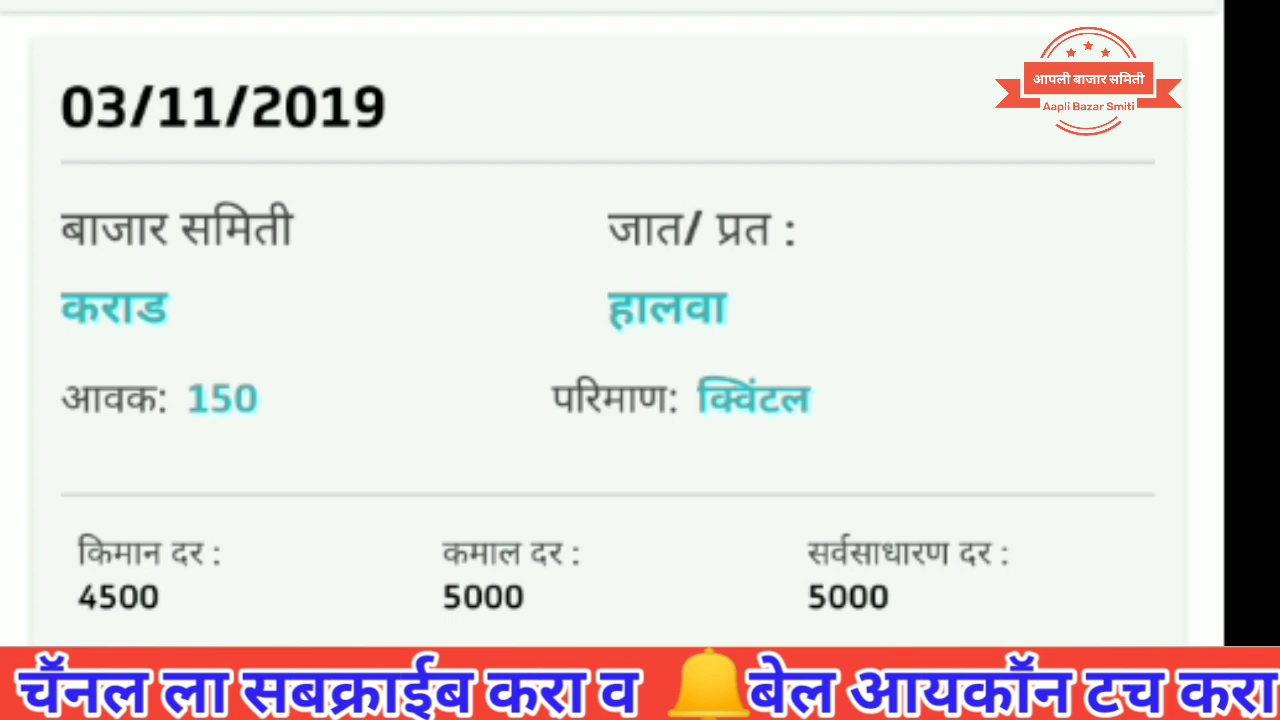 03/11/2019
आपली बाजार समिती
Aapli Bazar Smiti
बाजार समिती
जात/ प्रत :
कराड
हालवा
आवक: 150
परिमाण: क्विंटल
किमान दर :
कमाल दर :
सर्वसाधारण दर :
4500
5000
5000
चॅनल ला सबक्राईब करा व 🔔बेल आयकॉन टच करा